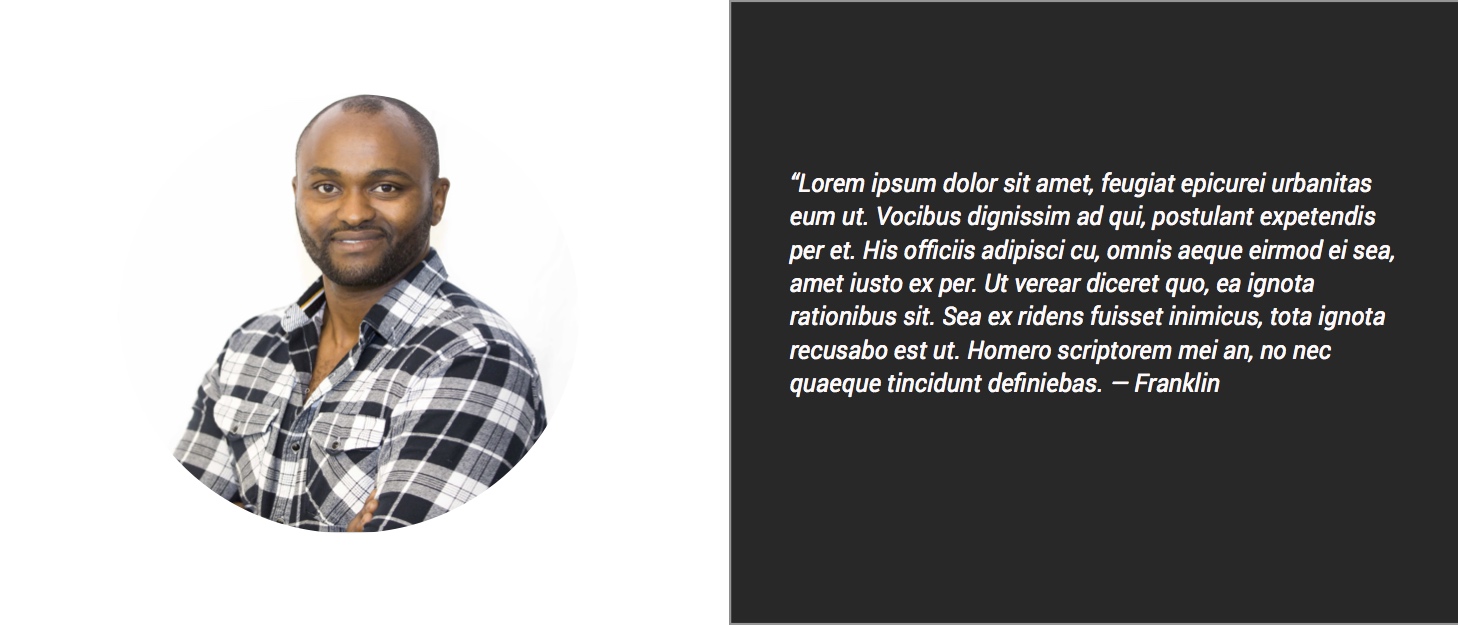 “Lorem ipsum dolor sit amet, feugiat epicurei urbanitas
eum ut. Vocibus dignissim ad qui, postulant expetendis
per et. His officiis adipisci cu, omnis aeque eirmod ei sea,
amet iusto ex per. Ut verear diceret quo, ea ignota
rationibus sit. Sea ex ridens fuisset inimicus, tota ignota
recusabo est ut. Homero scriptorem mei an, no nec
quaeque tincidunt definiebas. — Franklin